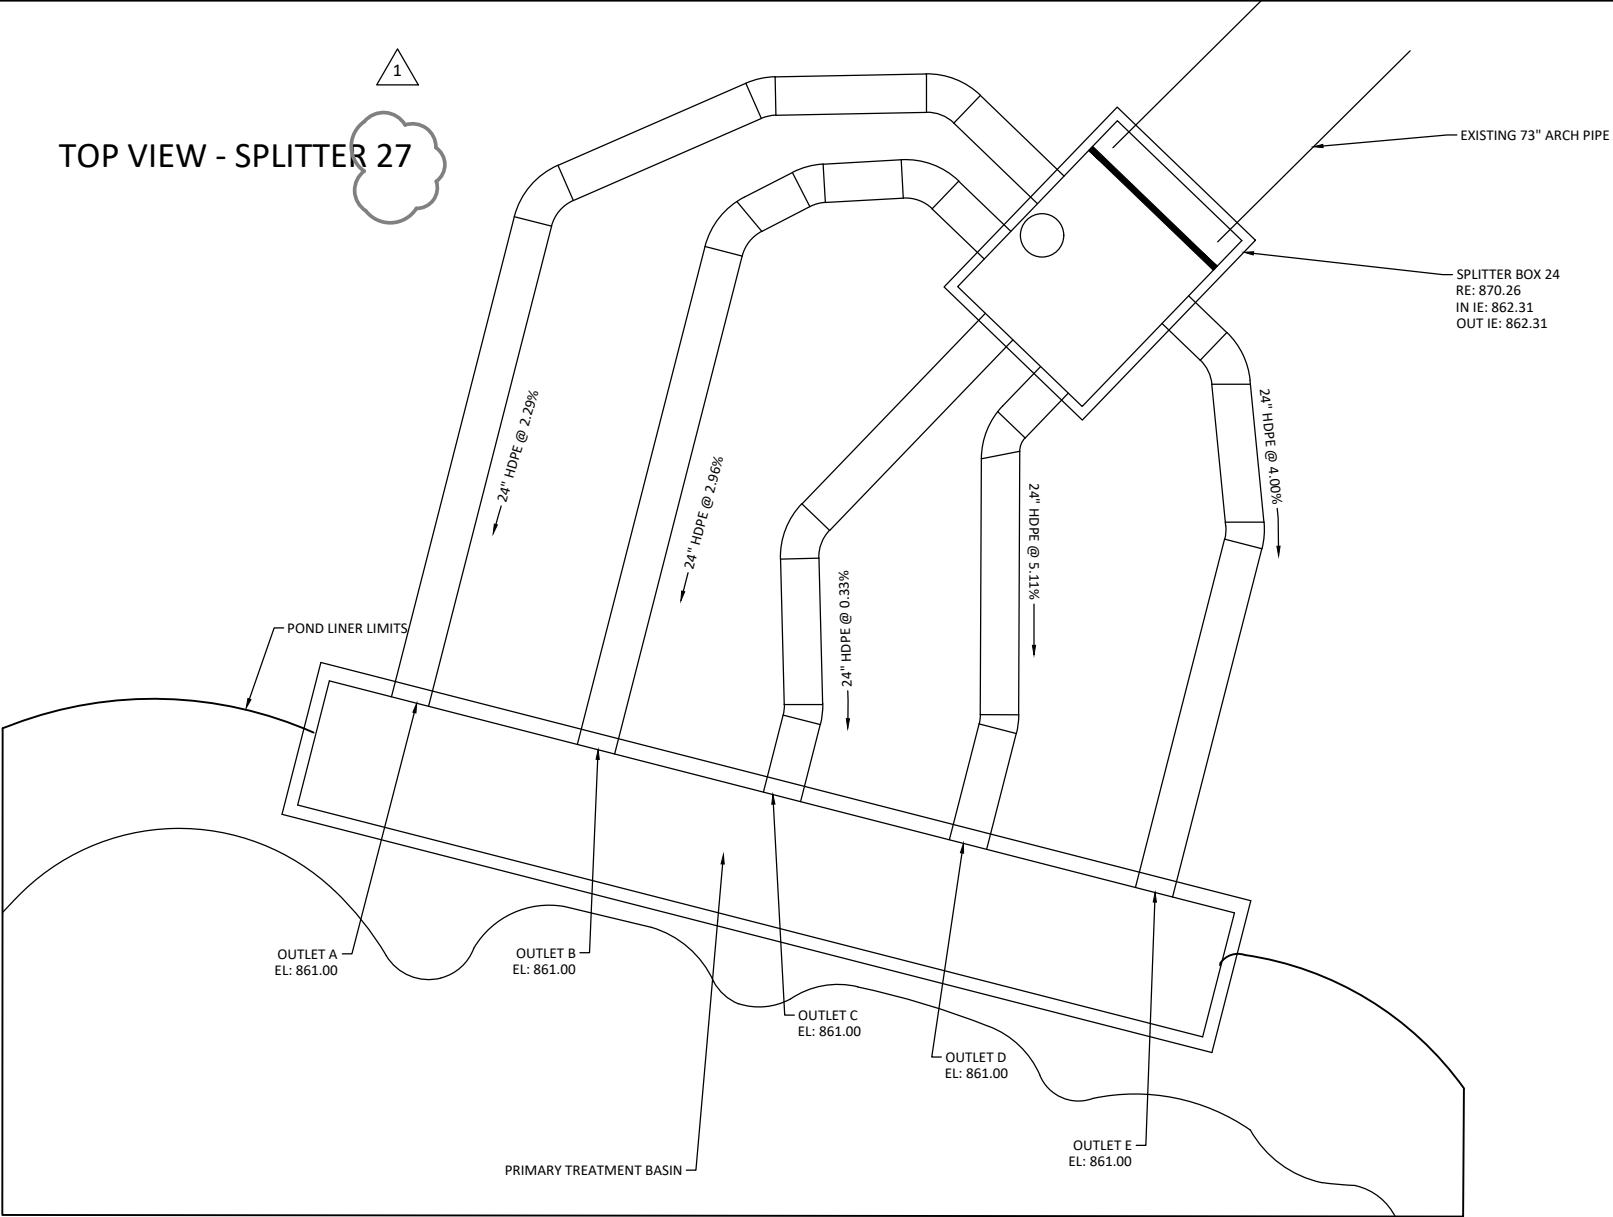 1
TOP VIEW - SPLITTER 27
EXISTING 73" ARCH PIPE
SPLITTER BOX 24
RE: 870.26
IN IE: 862.31
OUT IE: 862.31
24" HDPE @ 2.29%
24" HDPE @ 2.96%
24" HDPE @ 0.33%
24" HDPE @ 5.11%
24" HDPE @ 4.00%
POND LINER LIMITS
OUTLET A
EL: 861.00
OUTLET B
EL: 861.00
OUTLET C
EL: 861.00
OUTLET D
EL: 861.00
OUTLET E
EL: 861.00
PRIMARY TREATMENT BASIN